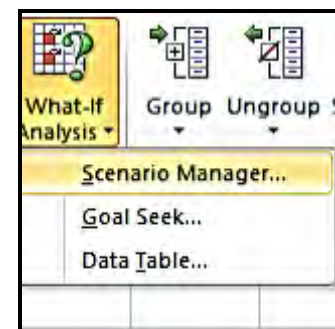 What-If Group Ungroup
Analysis
Scenario Manager...
Goal Seek...
Data Table...